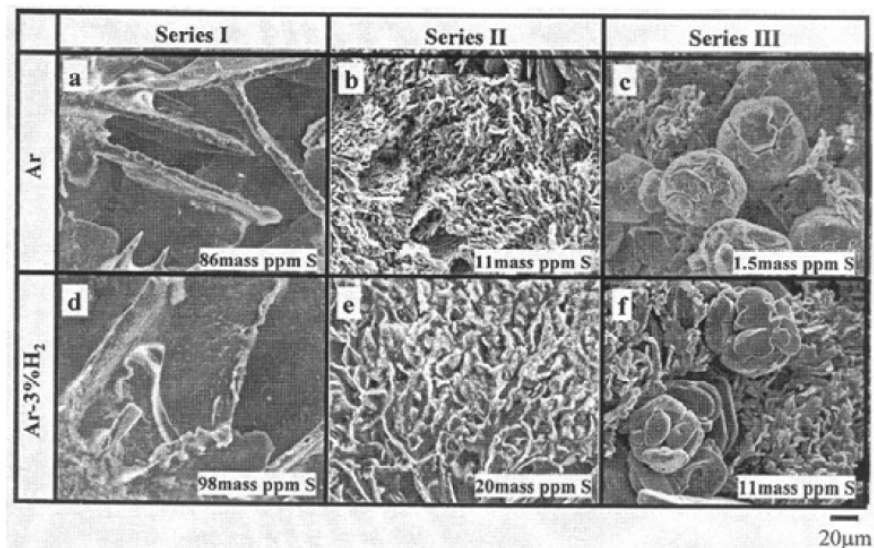 Series I Series II Series III
Ar
a b c
86mass ppm S 11mass ppm S 1.5mass ppm S
Ar-3%H₂
d e f
98mass ppm S 20mass ppm S 11mass ppm S
20μm